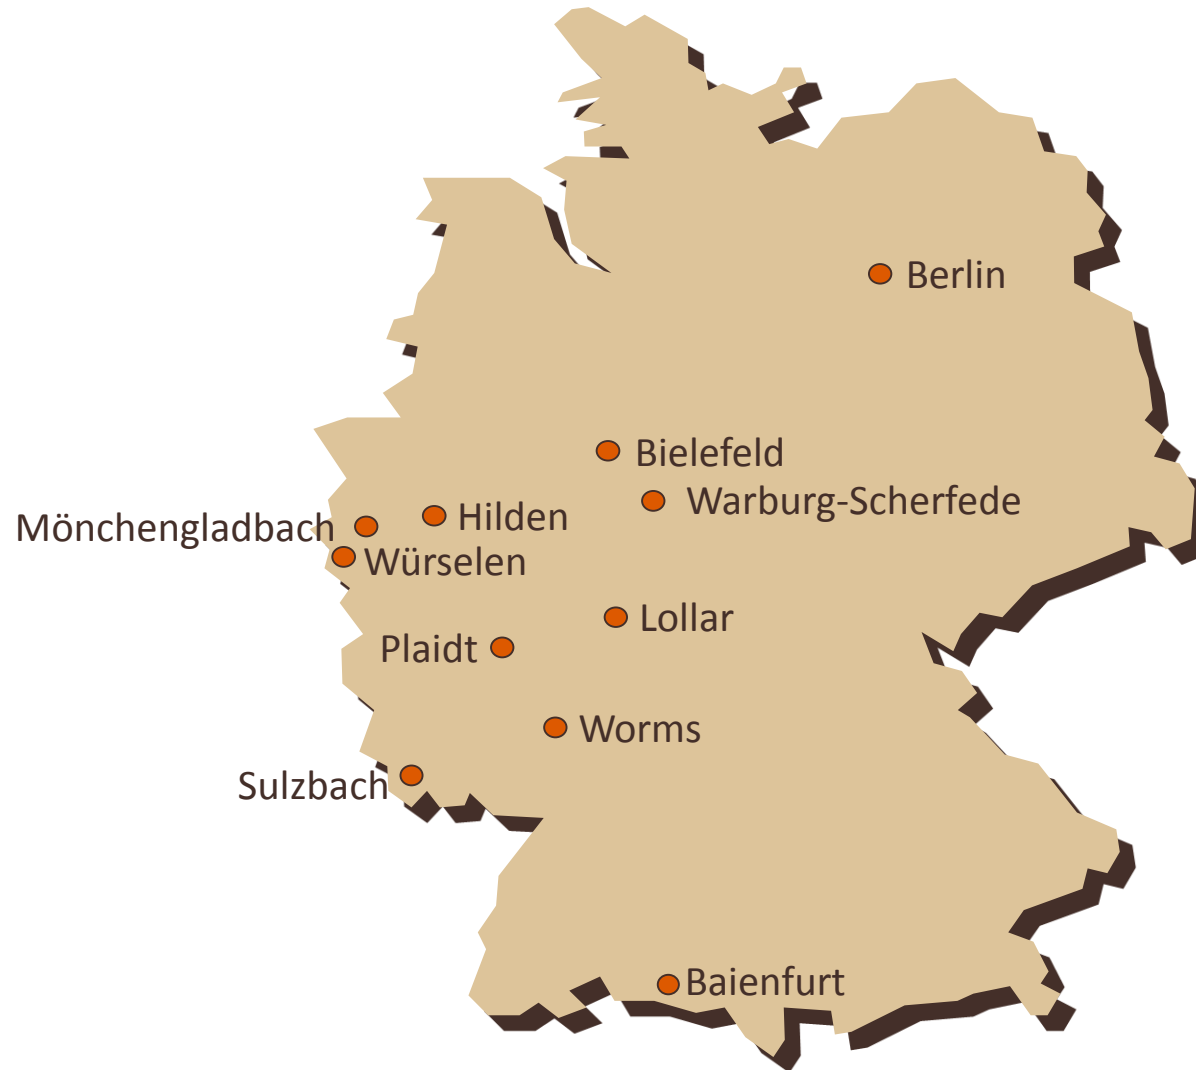 Berlin
Bielefeld
Warburg-Scherfede
Hilden
Mönchengladbach
Würselen
Lollar
Plaidt
Worms
Sulzbach
Baienfurt